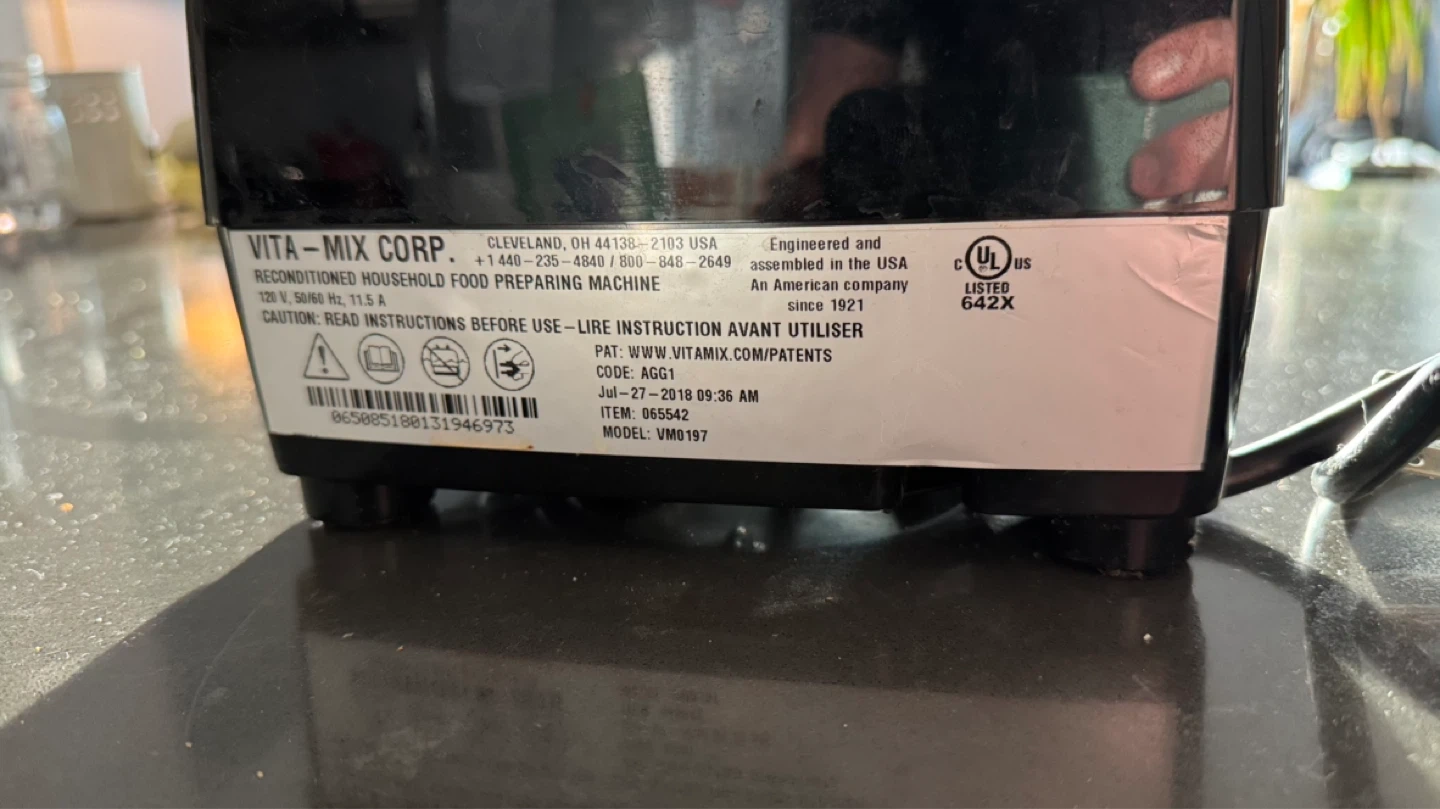 VITA-MIX CORP.
CLEVELAND, OH 44138-2103 USA
+1 440-235-4840 / 800-848-2649
RECONDITIONED HOUSEHOLD FOOD PREPARING MACHINE
120 V, 50/60 Hz, 11.5 A
CAUTION: READ INSTRUCTIONS BEFORE USE-LIRE INSTRUCTION AVANT UTILISER
Engineered and
assembled in the USA
An American company
since 1921
C UL US
LISTED
642X
PAT: WWW.VITAMIX.COM/PATENTS
CODE: AGG1
Jul-27-2018 09:36 AM
ITEM: 065542
MODEL: VM0197
065085180131946973